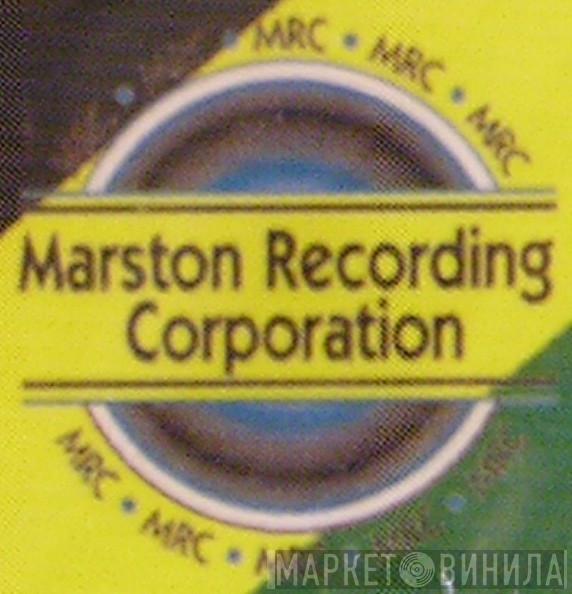 MRC • MRC • MRC
Marston Recording
Corporation
MRC • MRC •
МАРКЕТ ВИНИЛА